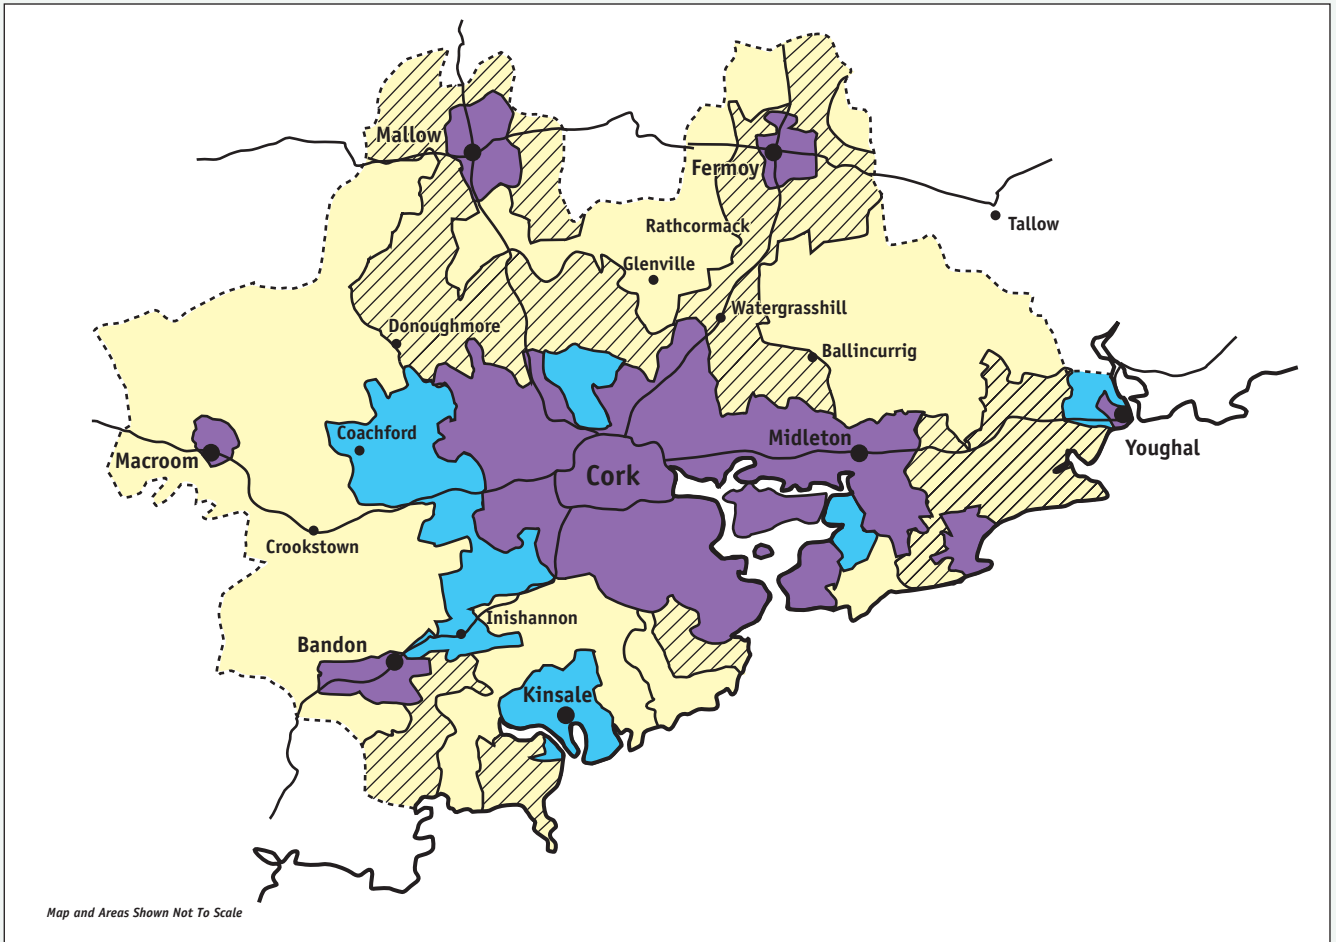 Mallow
Fermoy
Tallow
Rathcormack
Glenville
Watergrasshill
Donoughmore
Ballincurrig
Coachford
Midleton
Youghal
Macroom
Cork
Crookstown
Inishannon
Bandon
Kinsale
Map and Areas Shown Not To Scale